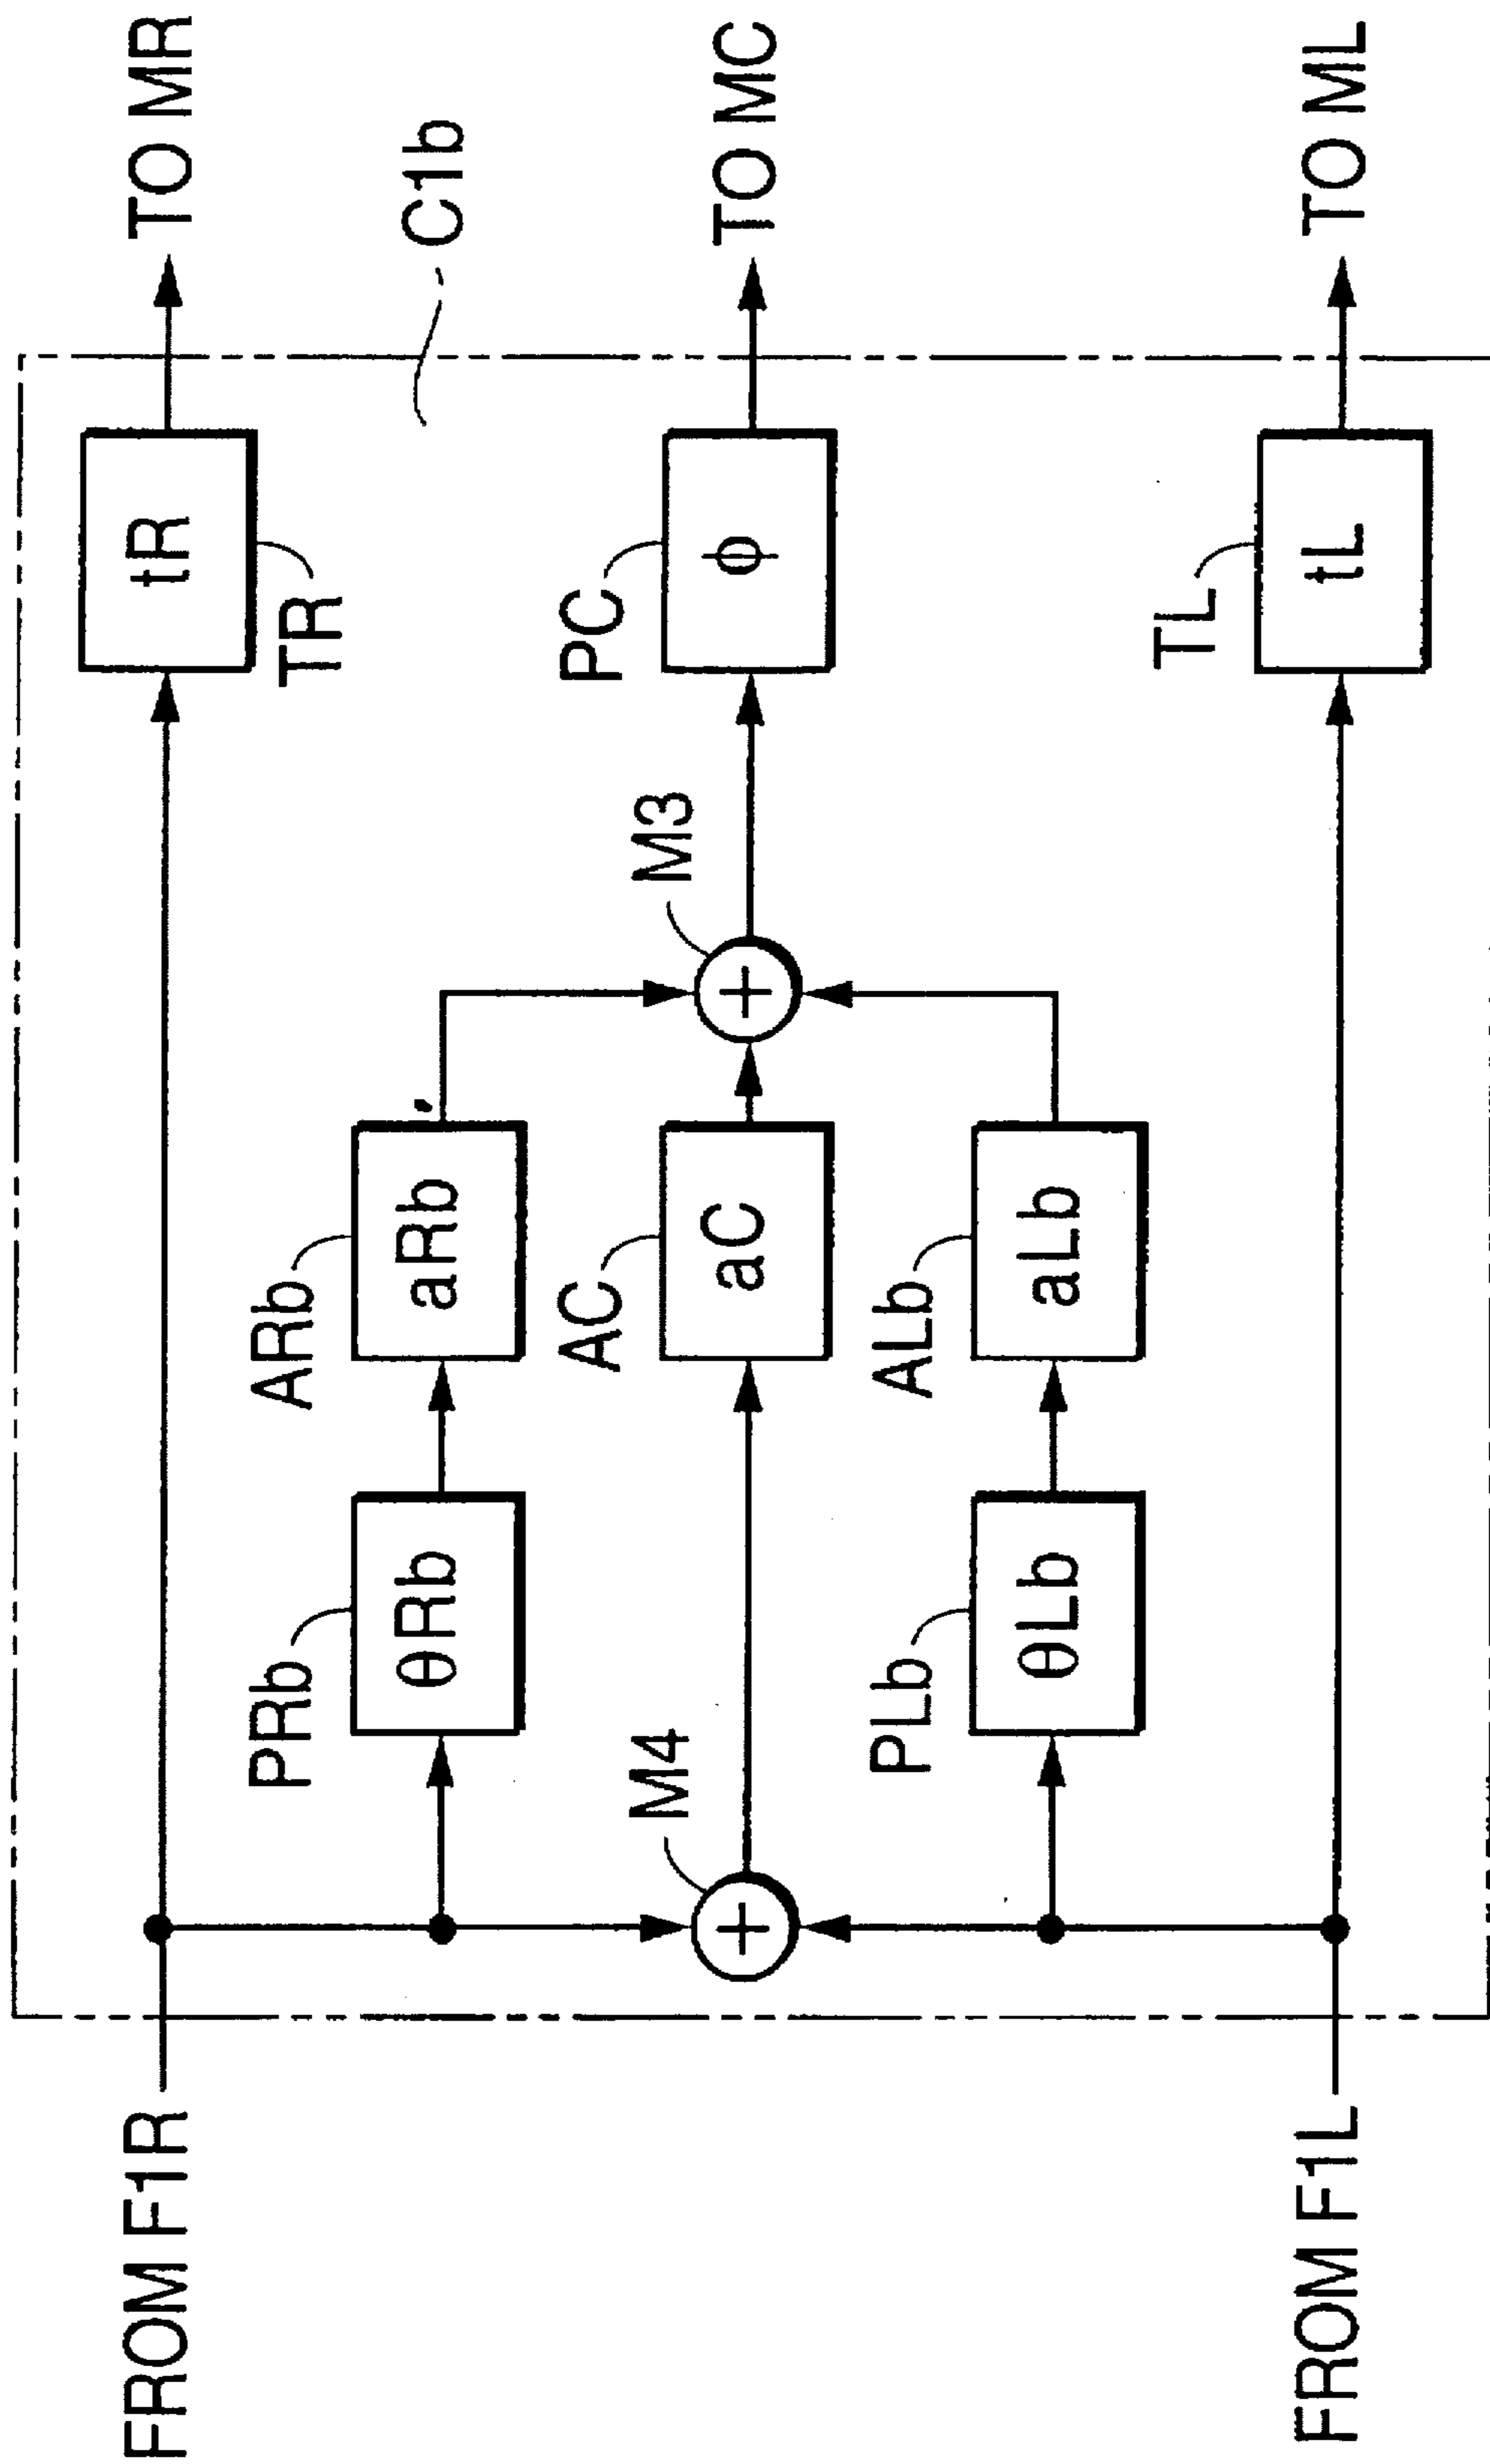 FROM F1R
TO MR
tR
TR
C1b
PRb
θRb
ARb
aRb
M4
M3
AC
aC
PC
ϕ
TO MC
PLb
θLb
ALb
aLb
TL
tL
FROM F1L
TO ML